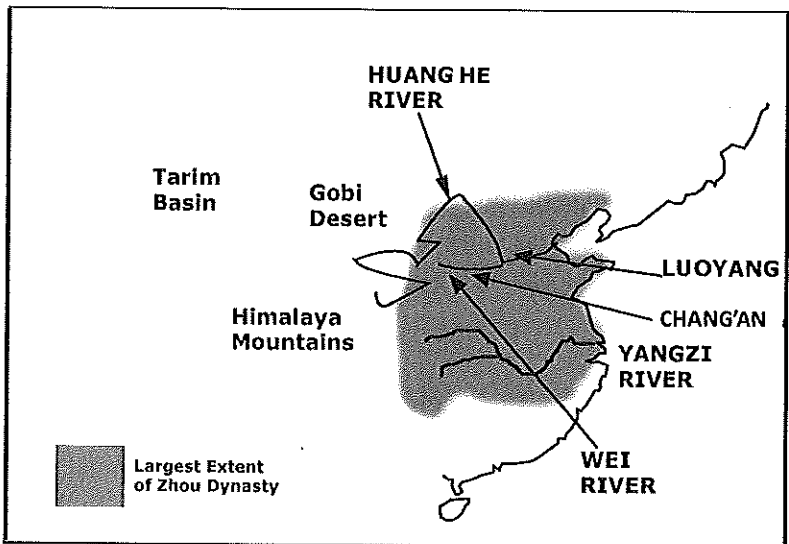 HUANG HE
RIVER
Tarim
Basin
Gobi
Desert
LUOYANG
CHANG'AN
Himalaya
Mountains
YANGZI
RIVER
WEI
RIVER
Largest Extent
of Zhou Dynasty